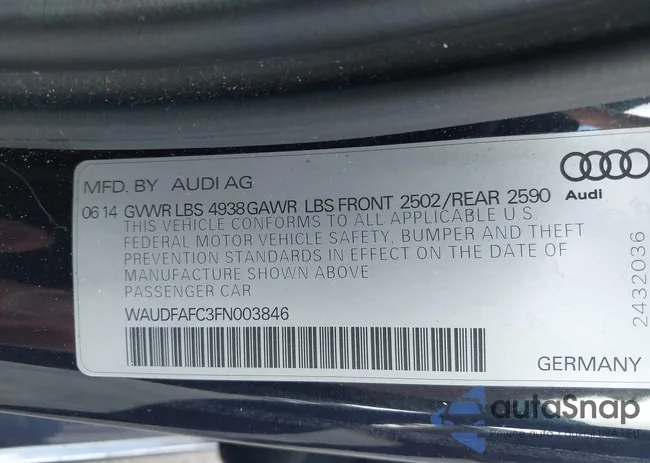 MFD. BY AUDI AG
Audi
06 14 GVWR LBS 4938 GAWR LBS FRONT 2502/REAR 2590
THIS VEHICLE CONFORMS TO ALL APPLICABLE U S
FEDERAL MOTOR VEHICLE SAFETY, BUMPER AND THEFT
PREVENTION STANDARDS IN EFFECT ON THE DATE OF
MANUFACTURE SHOWN ABOVE
PASSENGER CAR
WAUDFAFC3FN003846
2432036
GERMANY
autaSnap